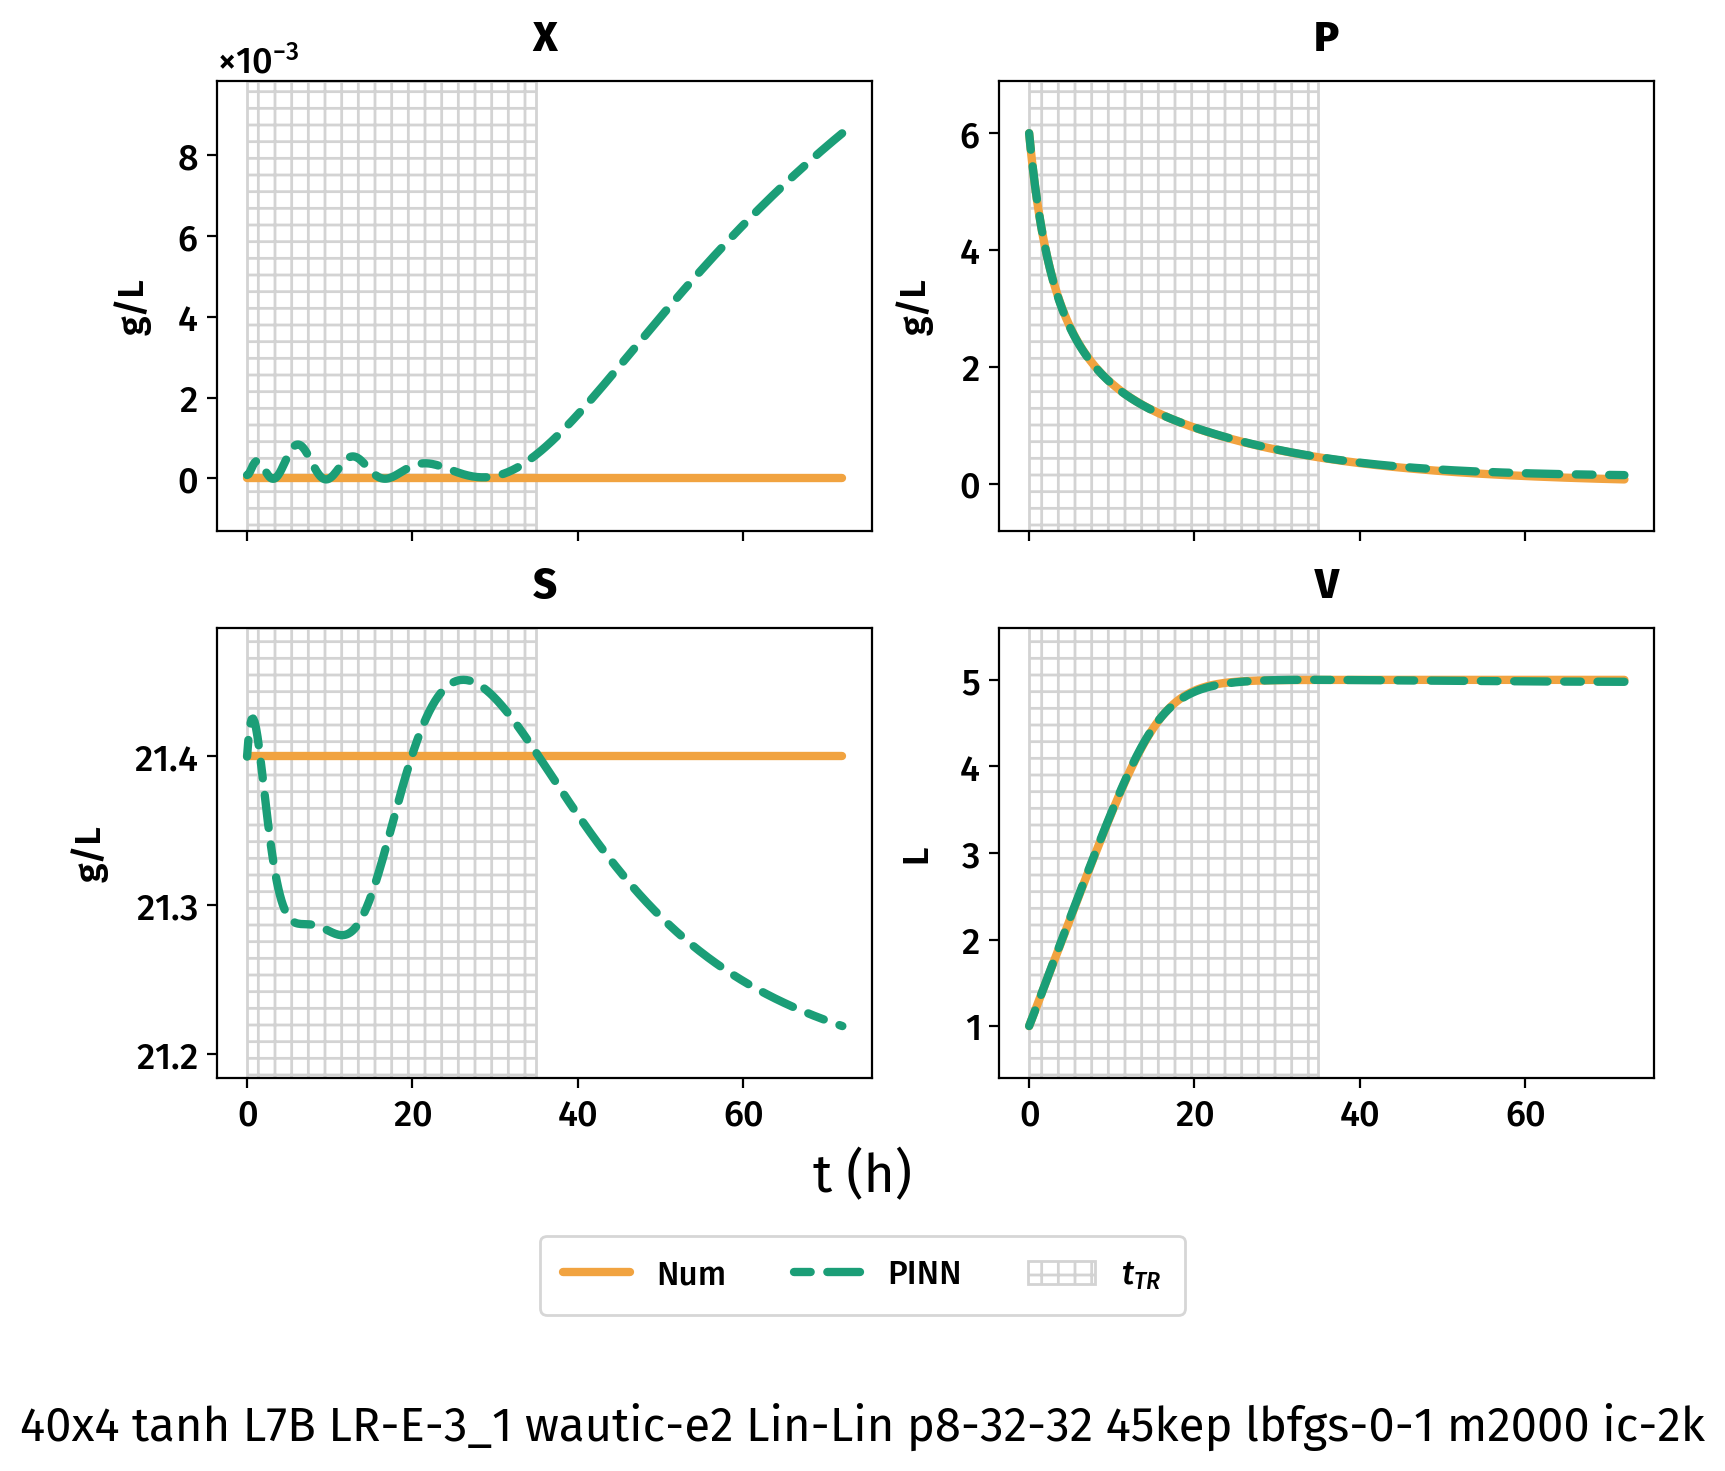 X
×10⁻³
8
6
4
2
0
g/L
P
6
4
2
0
g/L
S
21.4
21.3
21.2
g/L
0 20 40 60
V
5
4
3
2
1
L
0 20 40 60
t (h)
Num PINN tTR
40x4 tanh L7B LR-E-3_1 wautic-e2 Lin-Lin p8-32-32 45kep lbfgs-0-1 m2000 ic-2k